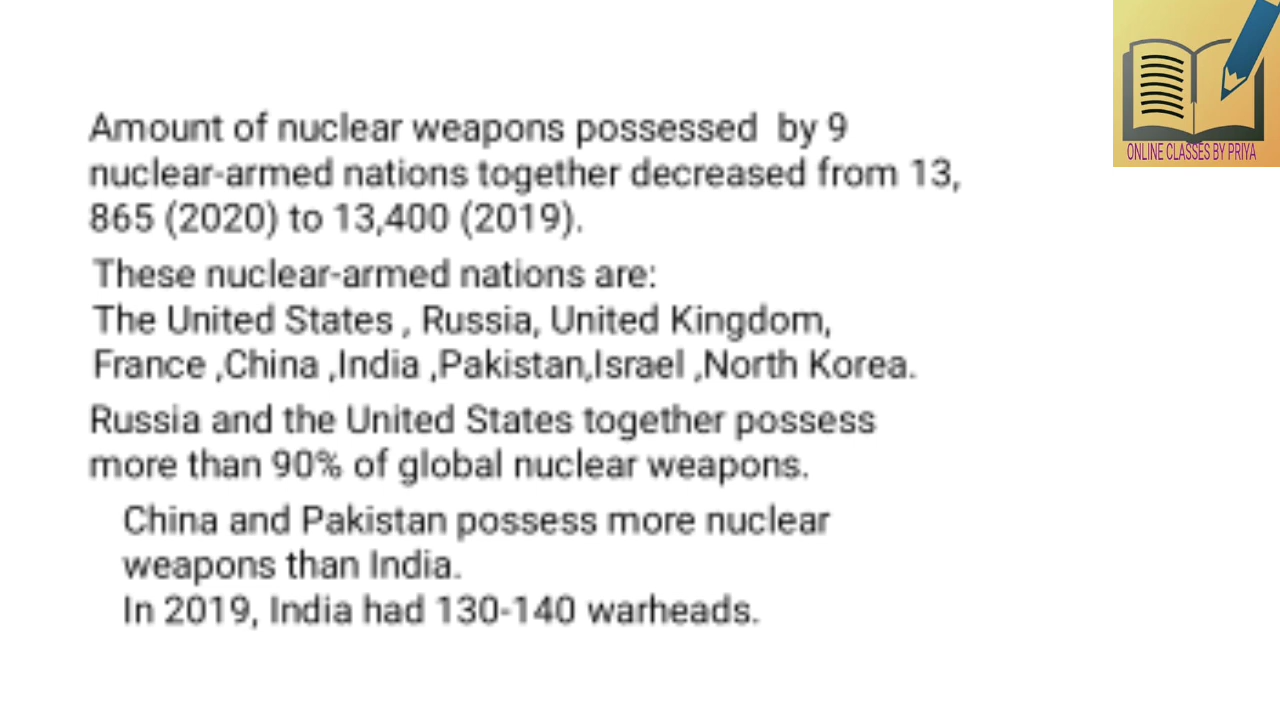 Amount of nuclear weapons possessed  by 9
nuclear-armed nations together decreased from 13,
865 (2020) to 13,400 (2019).
These nuclear-armed nations are:
The United States , Russia, United Kingdom,
France ,China ,India ,Pakistan,Israel ,North Korea.
Russia and the United States together possess
more than 90% of global nuclear weapons.
China and Pakistan possess more nuclear
weapons than India.
In 2019, India had 130-140 warheads.
ONLINE CLASSES BY PRIYA